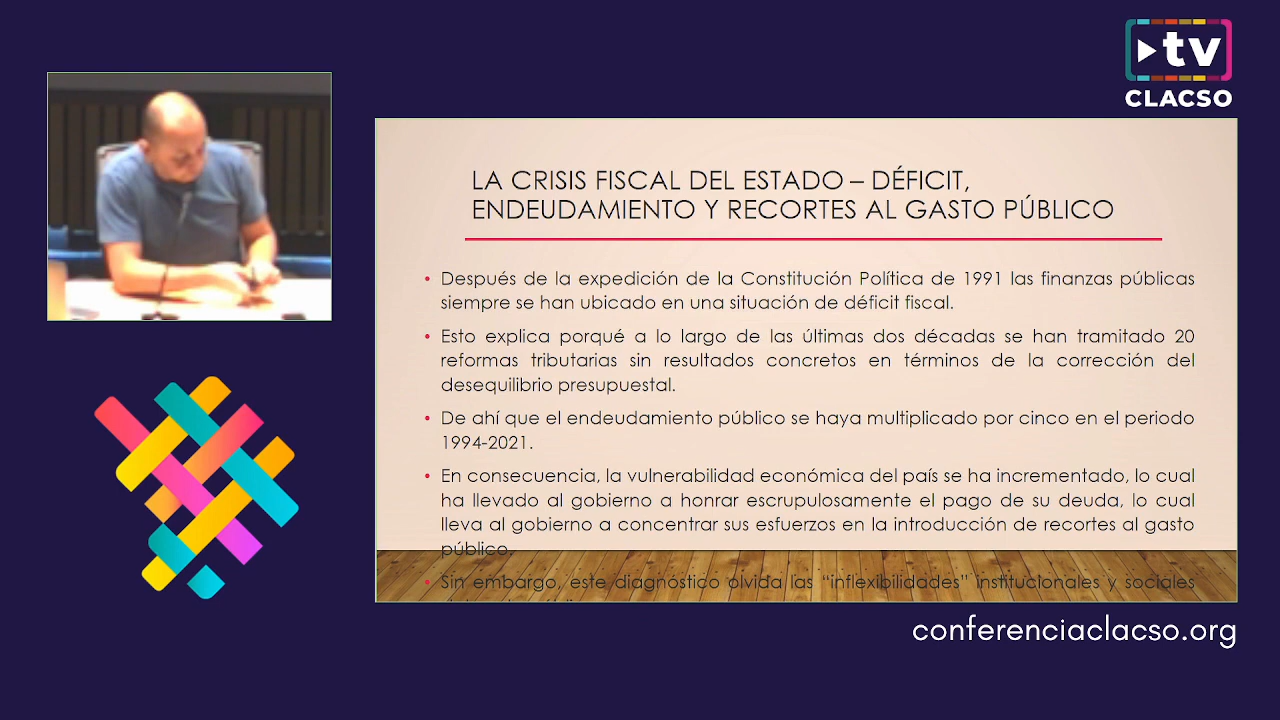 tv
CLACSO
LA CRISIS FISCAL DEL ESTADO – DÉFICIT,
ENDEUDAMIENTO Y RECORTES AL GASTO PÚBLICO
• Después de la expedición de la Constitución Política de 1991 las finanzas públicas
siempre se han ubicado en una situación de déficit fiscal.
• Esto explica porqué a lo largo de las últimas dos décadas se han tramitado 20
reformas tributarias sin resultados concretos en términos de la corrección del
desequilibrio presupuestal.
• De ahí que el endeudamiento público se haya multiplicado por cinco en el periodo
1994-2021.
• En consecuencia, la vulnerabilidad económica del país se ha incrementado, lo cual
ha llevado al gobierno a honrar escrupulosamente el pago de su deuda, lo cual
lleva al gobierno a concentrar sus esfuerzos en la introducción de recortes al gasto
público.
• Sin embargo, este diagnóstico olvida las “inflexibilidades” institucionales y sociales
conferenciaclacso.org